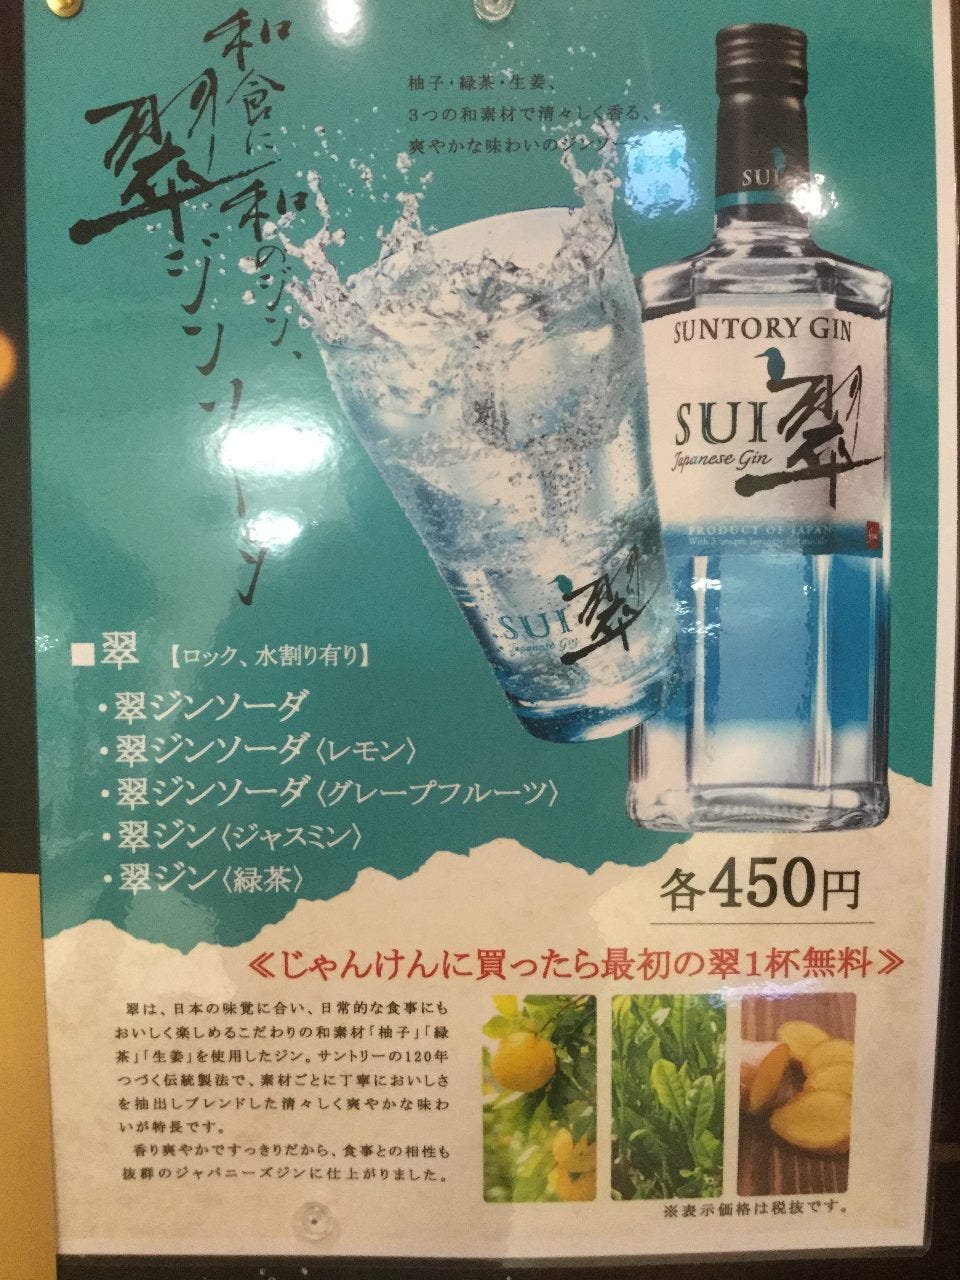 和食に和のジン、
翠ジンソーダ
柚子・緑茶・生姜、
3つの和素材で清々しく香る、
爽やかな味わいのジンソー
SUI
SUNTORY GIN
SUI 翠
Japanese Gin
PRODUCT OF JAPAN
With 3 unique Japanese botanicals
SUI 翠
Japanese Gin
■翠 【ロック、水割り有り】
・翠ジンソーダ
・翠ジンソーダ〈レモン〉
・翠ジンソーダ〈グレープフルーツ〉
・翠ジン〈ジャスミン〉
・翠ジン〈緑茶〉
各450円
≪じゃんけんに買ったら最初の翠1杯無料≫
翠は、日本の味覚に合い、日常的な食事にも
おいしく楽しめるこだわりの和素材「柚子」「緑
茶」「生姜」を使用したジン。サントリーの120年
つづく伝統製法で、素材ごとに丁寧においしさ
を抽出しブレンドした清々しく爽やかな味わ
いが特長です。
香り爽やかですっきりだから、食事との相性も
抜群のジャパニーズジンに仕上がりました。
※表示価格は税抜です。